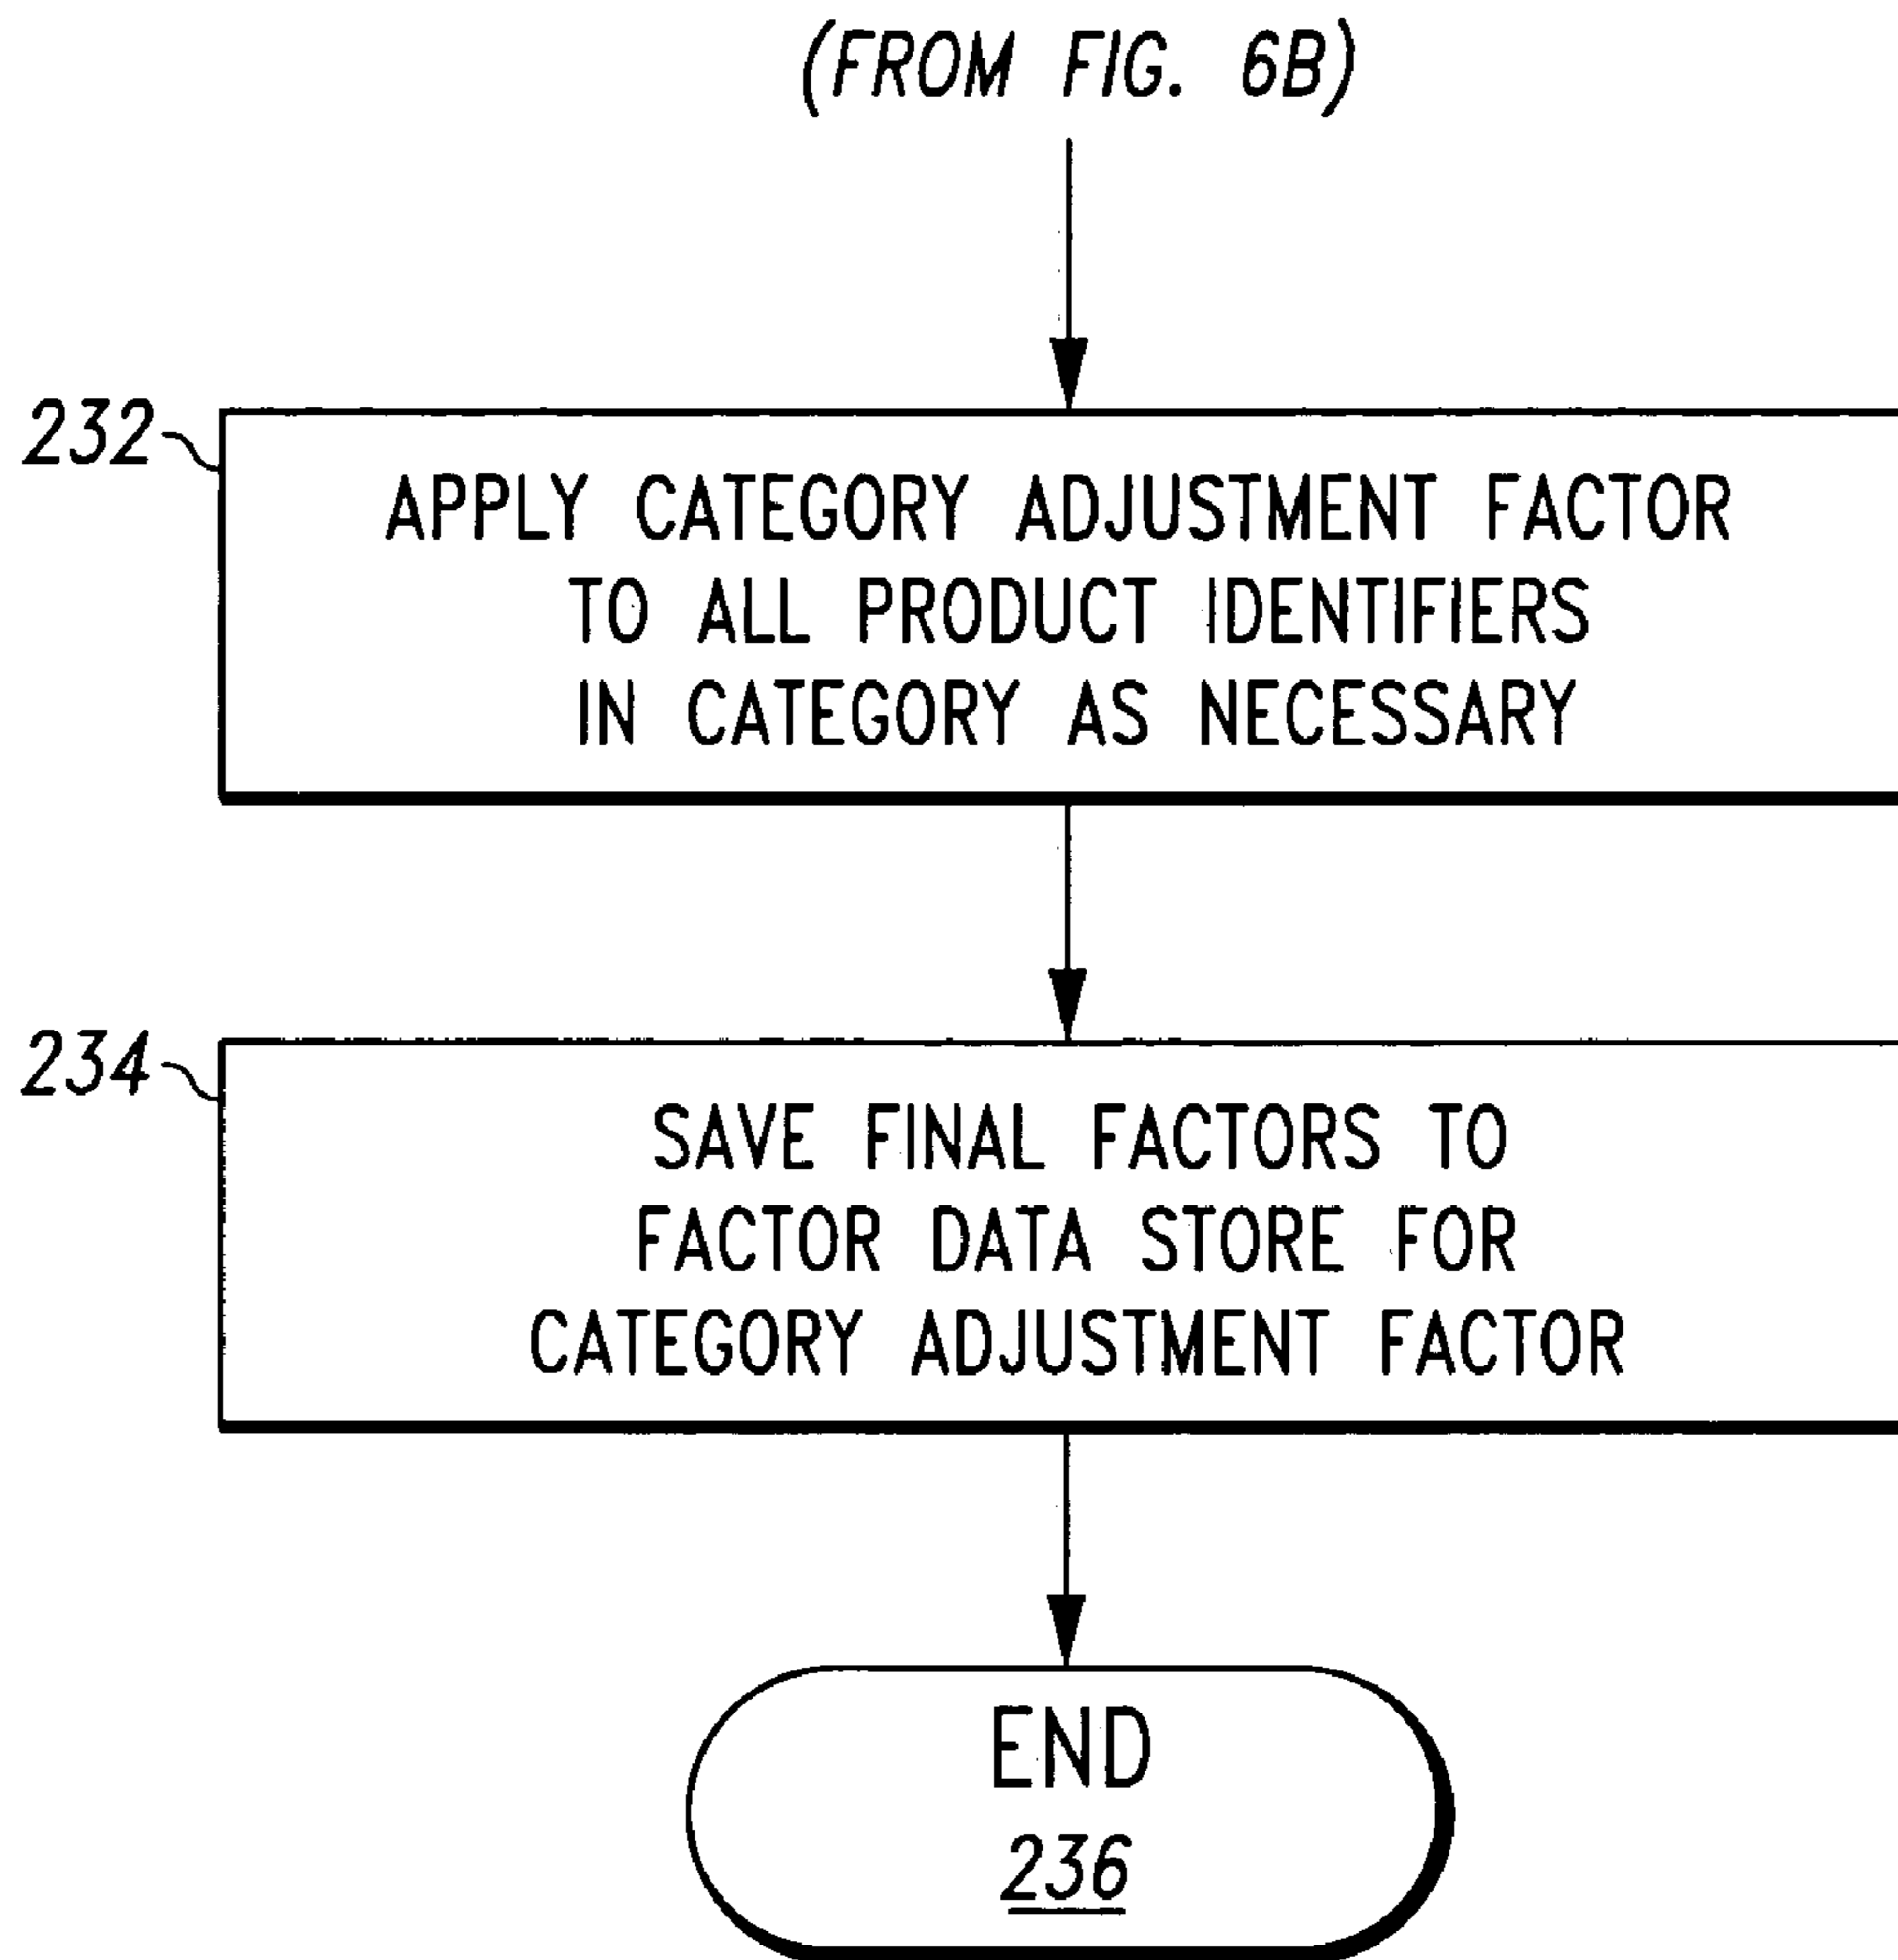 (FROM FIG. 6B)
232
APPLY CATEGORY ADJUSTMENT FACTOR
TO ALL PRODUCT IDENTIFIERS
IN CATEGORY AS NECESSARY
234
SAVE FINAL FACTORS TO
FACTOR DATA STORE FOR
CATEGORY ADJUSTMENT FACTOR
END
236